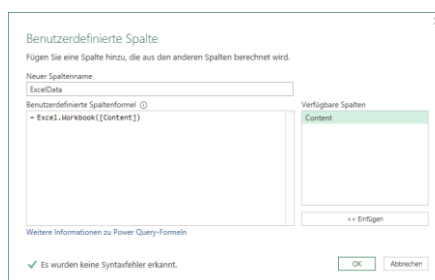 Benutzerdefinierte Spalte
Fügen Sie eine Spalte hinzu, die aus den anderen Spalten berechnet wird.
Neuer Spaltenname
ExcelData
Benutzerdefinierte Spaltenformel
= Excel.Workbook([Content])
Verfügbare Spalten
Content
<< Einfügen
Weitere Informationen zu Power Query-Formeln
Es wurden keine Syntaxfehler erkannt.
OK
Abbrechen